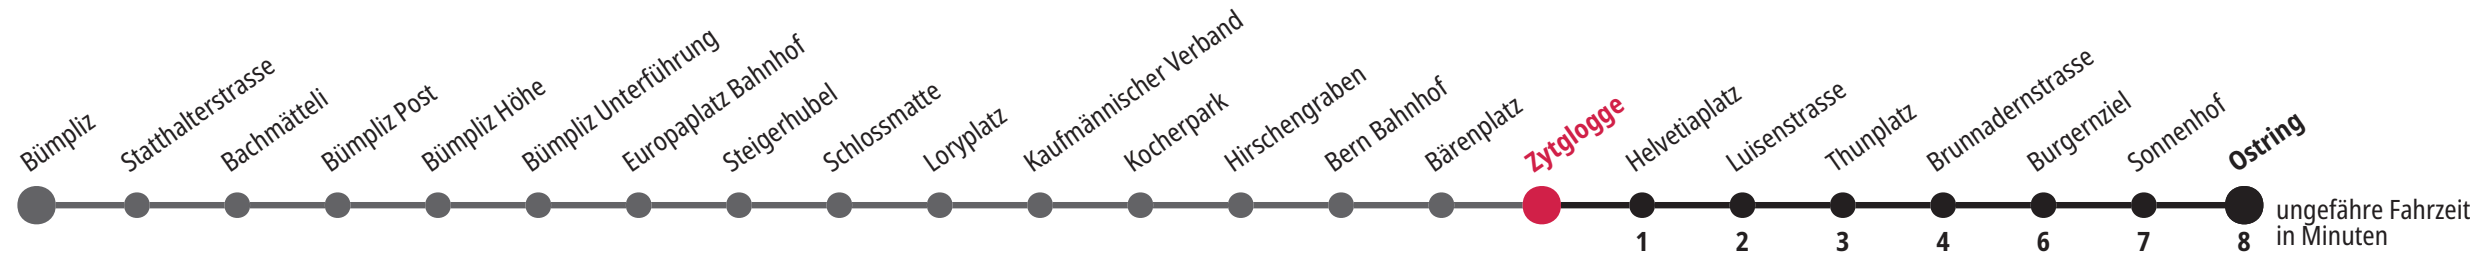 Bümpliz
Statthalterstrasse
Bachmätteli
Bümpliz Post
Bümpliz Höhe
Bümpliz Unterführung
Europaplatz Bahnhof
Steigerhubel
Schlossmatte
Loryplatz
Kaufmännischer Verband
Kocherpark
Hirschengraben
Bern Bahnhof
Bärenplatz
Zytglogge
Helvetiaplatz
Luisenstrasse
Thunplatz
Brunnadernstrasse
Burgernziel
Sonnenhof
Ostring
1 2 3 4 6 7 8
ungefähre Fahrzeit
in Minuten